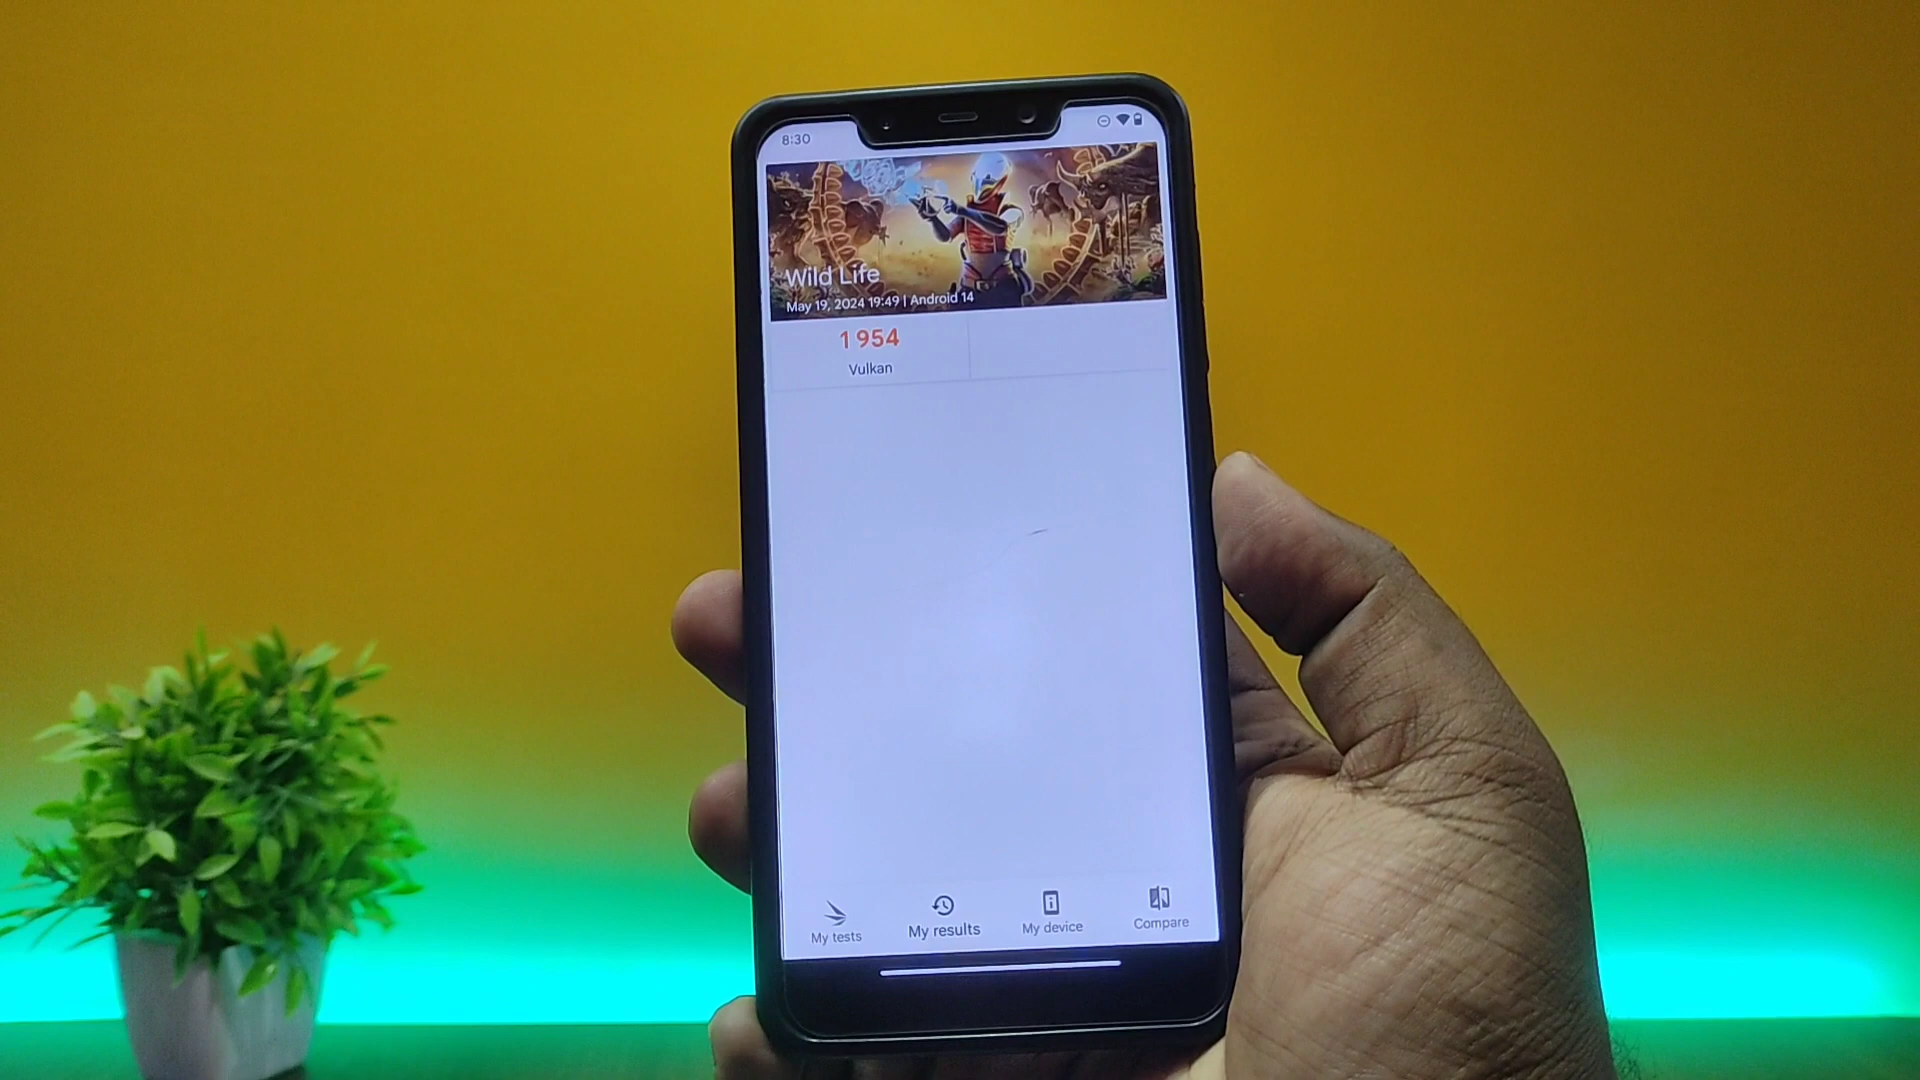 8:30
Wild Life
May 19, 2024 19:49 | Android 14
1 954
Vulkan
My tests
My results
My device
Compare